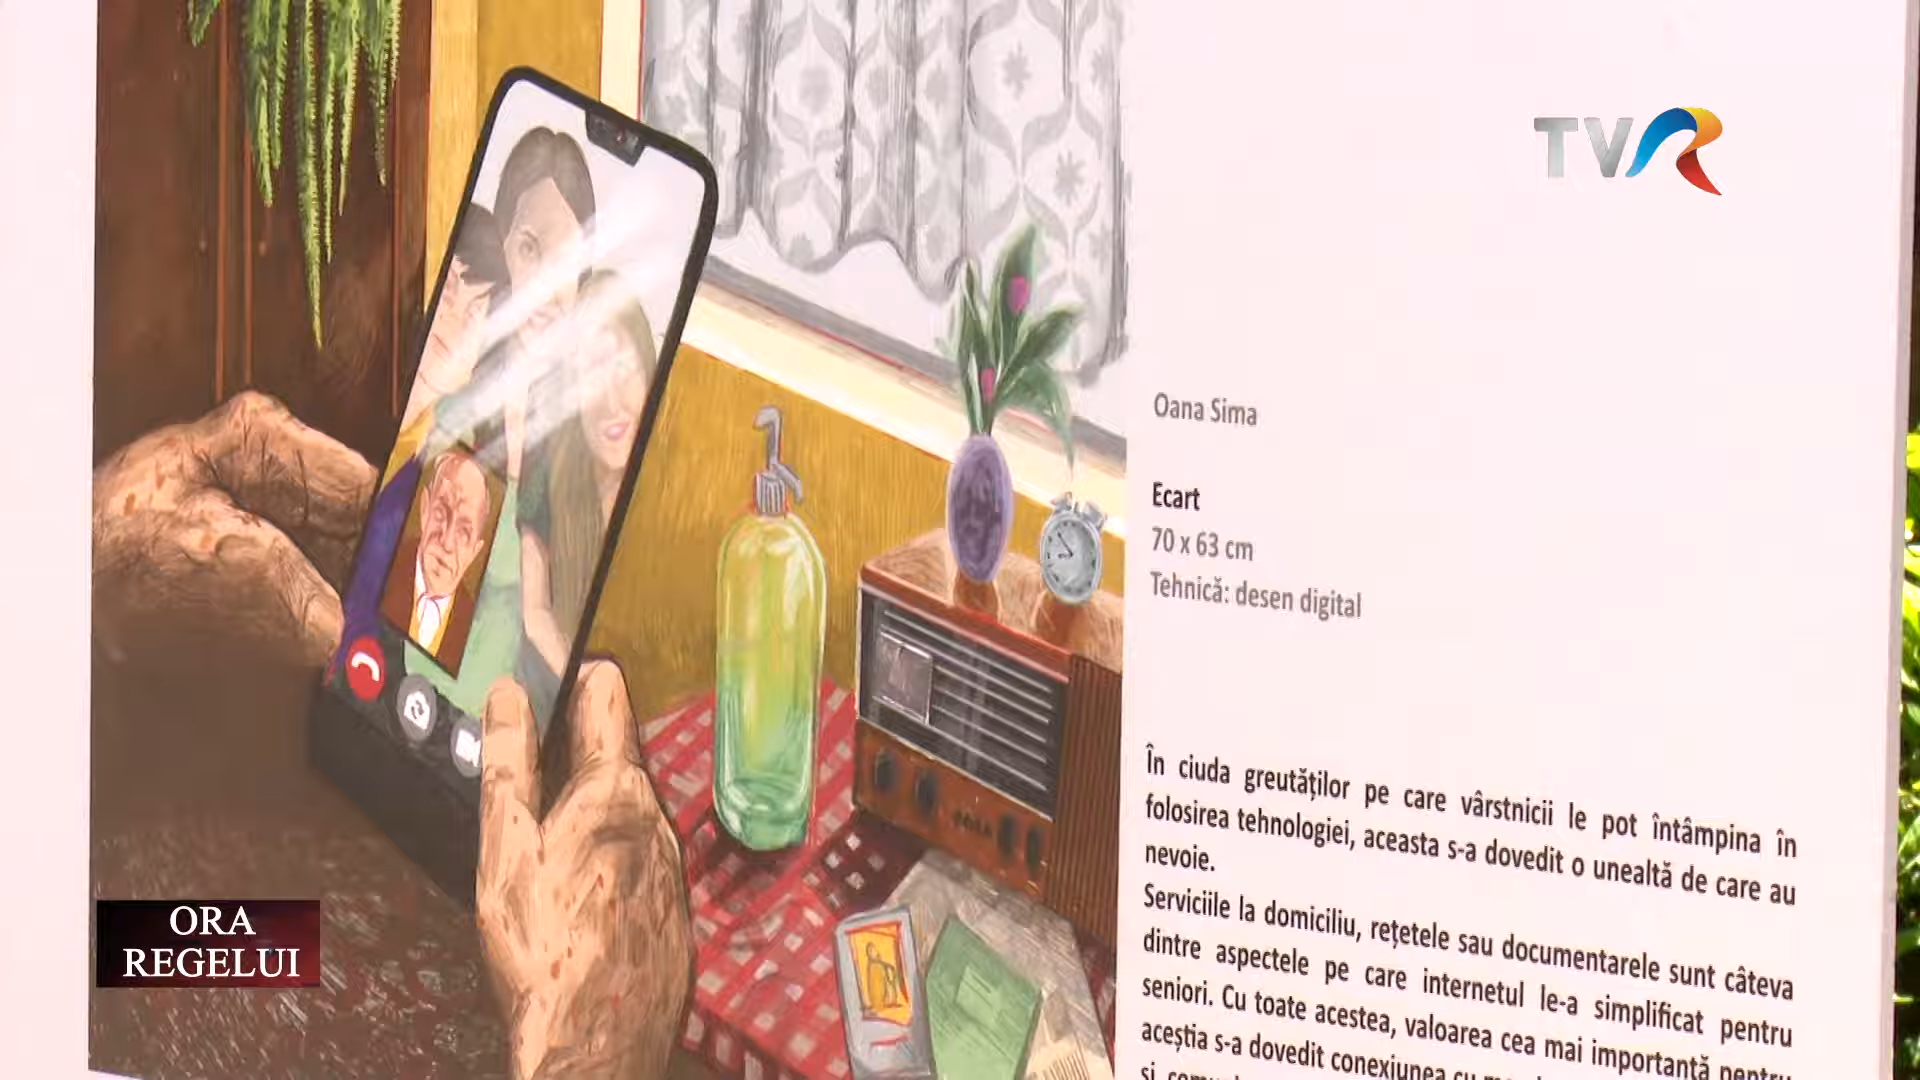 TVR
Oana Sima
Ecart
70 x 63 cm
Tehnică: desen digital
În ciuda greutăților pe care vârstnicii le pot întâmpina în
folosirea tehnologiei, aceasta s-a dovedit o unealtă de care au
nevoie.
Serviciile la domiciliu, rețetele sau documentarele sunt câteva
dintre aspectele pe care internetul le-a simplificat pentru
seniori. Cu toate acestea, valoarea cea mai importantă pentru
aceștia s-a dovedit conexiunea cu
ORA
REGELUI